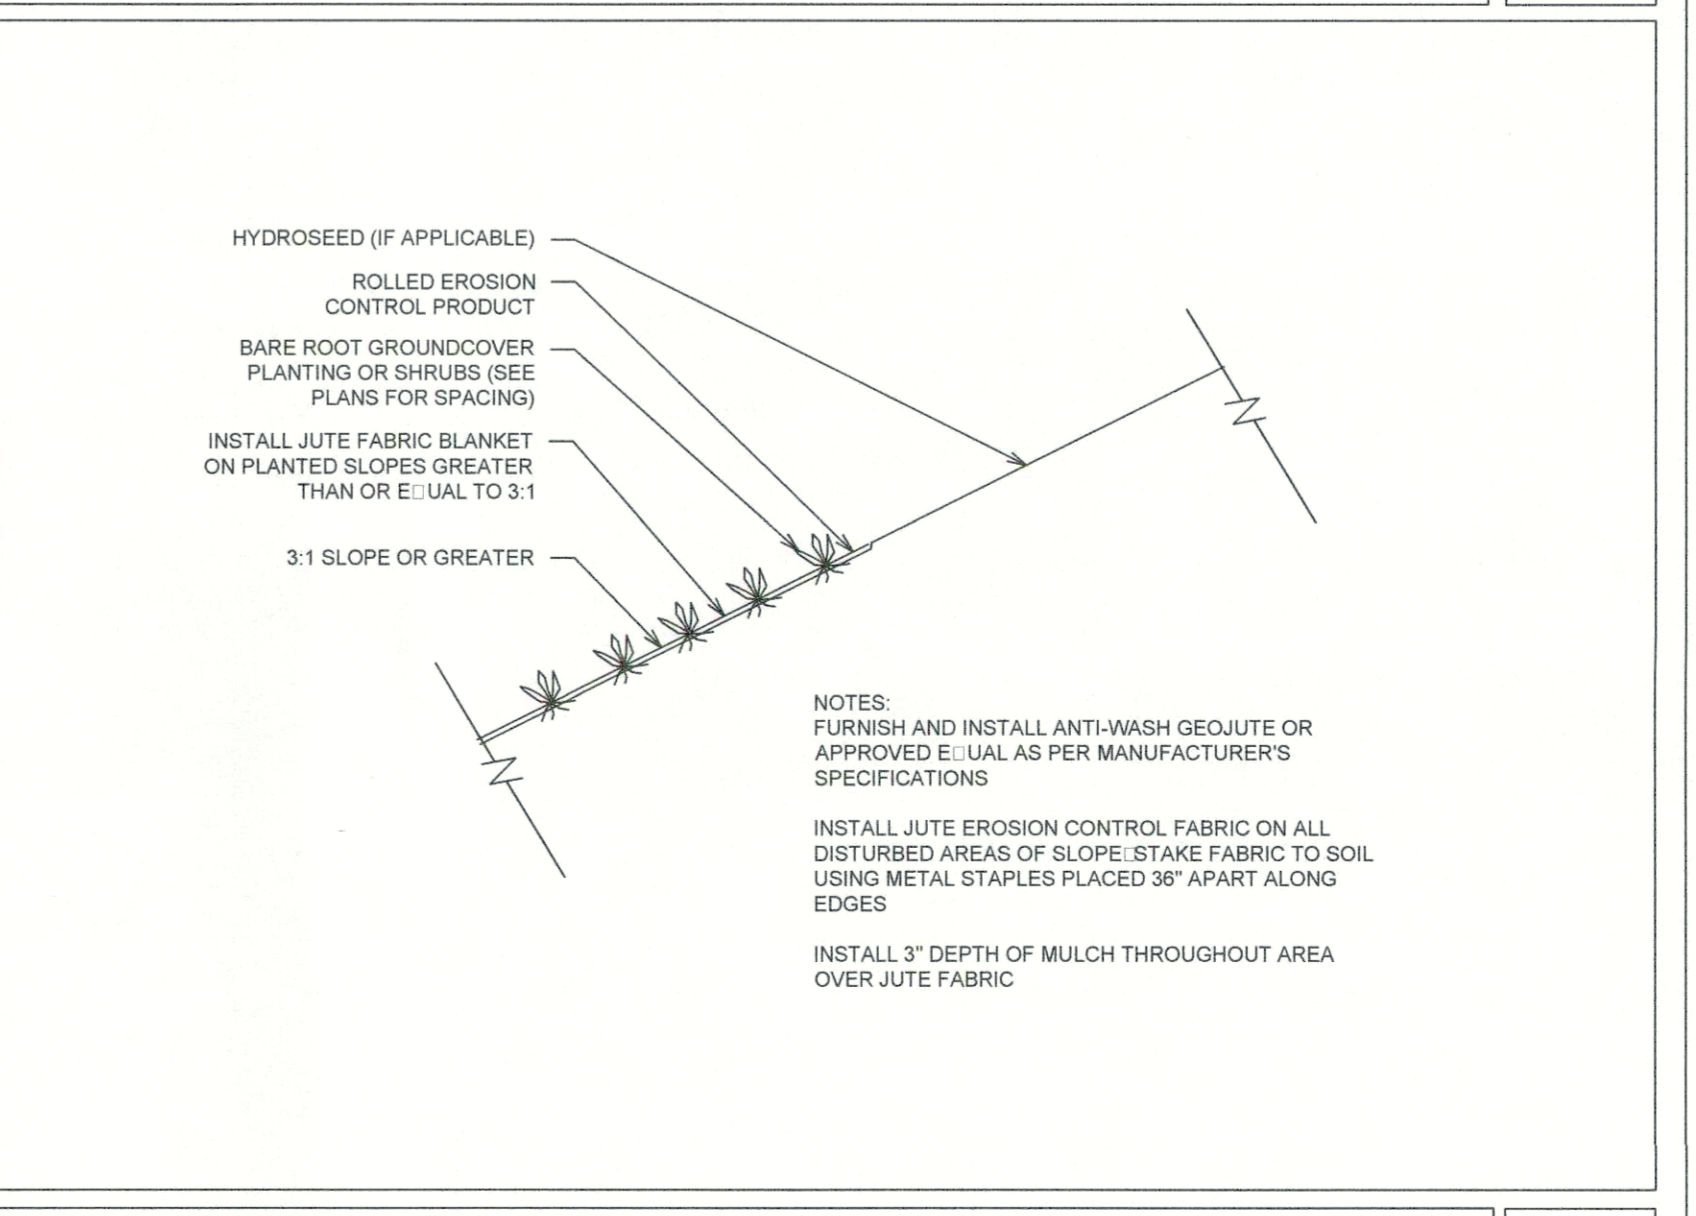 HYDROSEED (IF APPLICABLE)
ROLLED EROSION
CONTROL PRODUCT
BARE ROOT GROUNDCOVER
PLANTING OR SHRUBS (SEE
PLANS FOR SPACING)
INSTALL JUTE FABRIC BLANKET
ON PLANTED SLOPES GREATER
THAN OR E□UAL TO 3:1
3:1 SLOPE OR GREATER
NOTES:
FURNISH AND INSTALL ANTI-WASH GEOJUTE OR
APPROVED E□UAL AS PER MANUFACTURER'S
SPECIFICATIONS
INSTALL JUTE EROSION CONTROL FABRIC ON ALL
DISTURBED AREAS OF SLOPE□STAKE FABRIC TO SOIL
USING METAL STAPLES PLACED 36" APART ALONG
EDGES
INSTALL 3" DEPTH OF MULCH THROUGHOUT AREA
OVER JUTE FABRIC